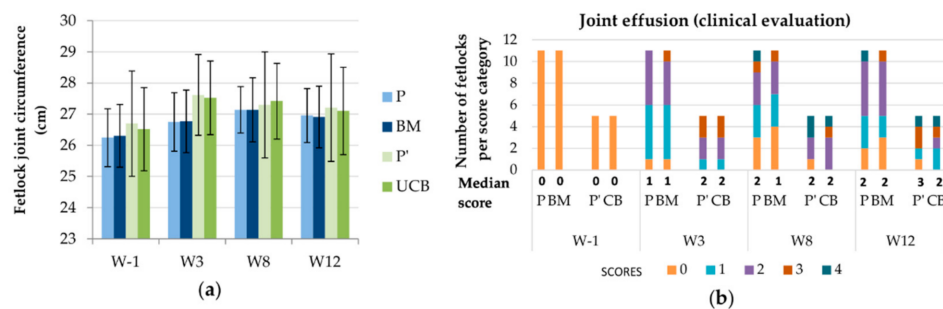 30
29
28
27
26
25
24
23
Fetlock joint circumference
(cm)
W-1 W3 W8 W12
P
BM
P'
UCB
(a)
Joint effusion (clinical evaluation)
Number of fetlocks
per score category
12
10
8
6
4
2
0
Median
score
0 0 0 0 1 1 2 2 2 1 2 2 2 2 3 2
P BM P' CB P BM P' CB P BM P' CB P BM P' CB
W-1 W3 W8 W12
SCORES 0 1 2 3 4
(b)